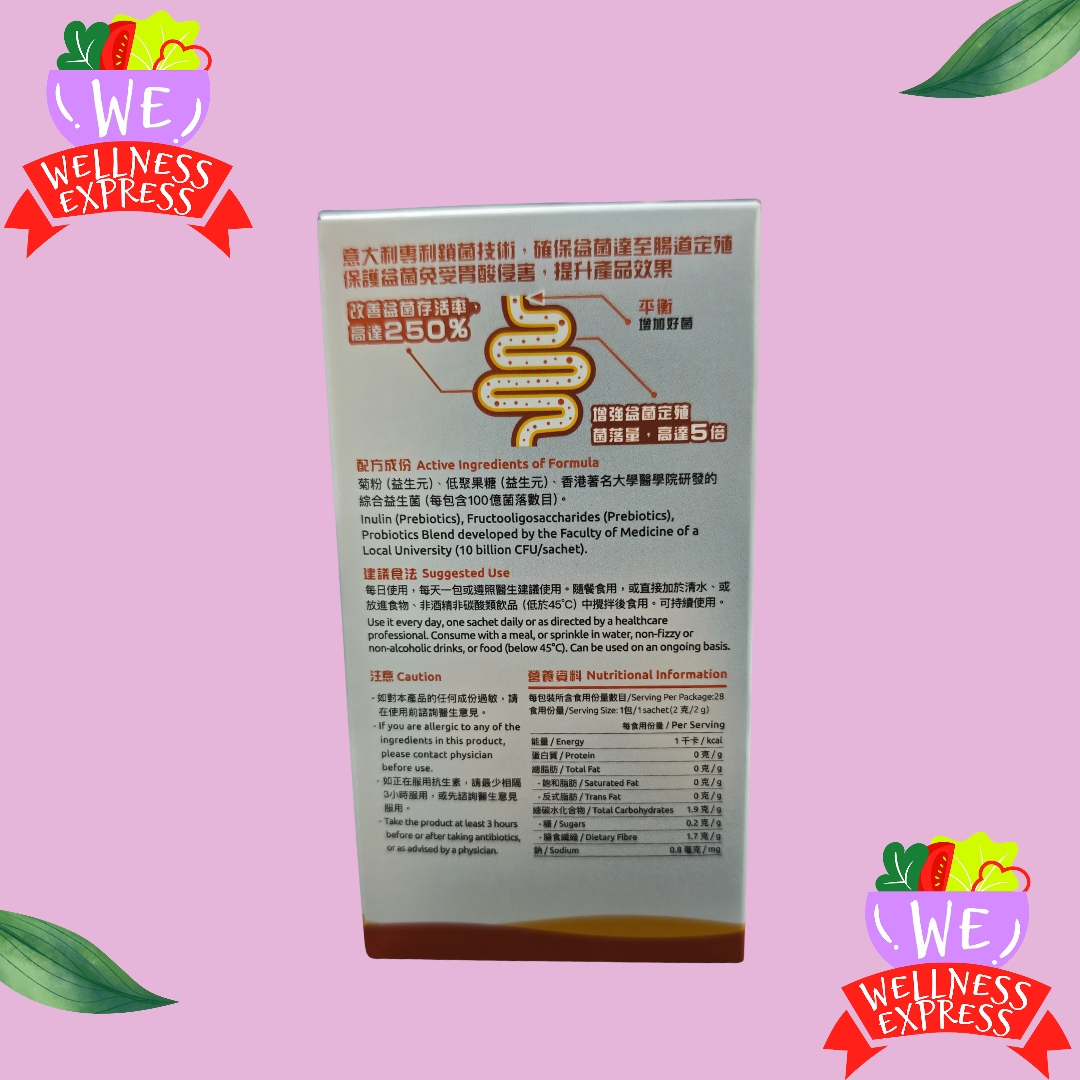 WE
WELLNESS
EXPRESS
意大利專利鎖菌技術，確保益菌達至腸道定殖
保護益菌免受胃酸侵害，提升產品效果
改善益菌存活率，
高達250%
平衡
增加好菌
增強益菌定殖
菌落量，高達5倍
配方成份 Active Ingredients of Formula
菊粉 (益生元)、低聚果糖 (益生元)、香港著名大學醫學院研發的
綜合益生菌 (每包含100億菌落數目)。
Inulin (Prebiotics), Fructooligosaccharides (Prebiotics),
Probiotics Blend developed by the Faculty of Medicine of a
Local University (10 billion CFU/sachet).
建議食法 Suggested Use
每日使用，每天一包或遵照醫生建議使用。隨餐食用，或直接加於清水、或
放進食物、非酒精非碳酸類飲品 (低於45°C) 中攪拌後食用。可持續使用。
Use it every day, one sachet daily or as directed by a healthcare
professional. Consume with a meal, or sprinkle in water, non-fizzy or
non-alcoholic drinks, or food (below 45°C). Can be used on an ongoing basis.
注意 Caution
- 如對本產品的任何成份過敏，請
在使用前諮詢醫生意見。
- If you are allergic to any of the
ingredients in this product,
please contact physician
before use.
- 如正在服用抗生素，請最少相隔
3小時服用，或先諮詢醫生意見
服用。
- Take the product at least 3 hours
before or after taking antibiotics,
or as advised by a physician.
營養資料 Nutritional Information
每包裝所含食用份量數目/Serving Per Package:28
食用份量/Serving Size: 1包/1 sachet (2 克/2 g)
每食用份量 / Per Serving
能量 / Energy 1 千卡 / kcal
蛋白質 / Protein 0 克 / g
總脂肪 / Total Fat 0 克 / g
- 飽和脂肪 / Saturated Fat 0 克 / g
- 反式脂肪 / Trans Fat 0 克 / g
總碳水化合物 / Total Carbohydrates 1.9 克 / g
- 糖 / Sugars 0.2 克 / g
- 膳食纖維 / Dietary Fibre 1.7 克 / g
鈉 / Sodium 0.8 毫克 / mg
WE
WELLNESS
EXPRESS